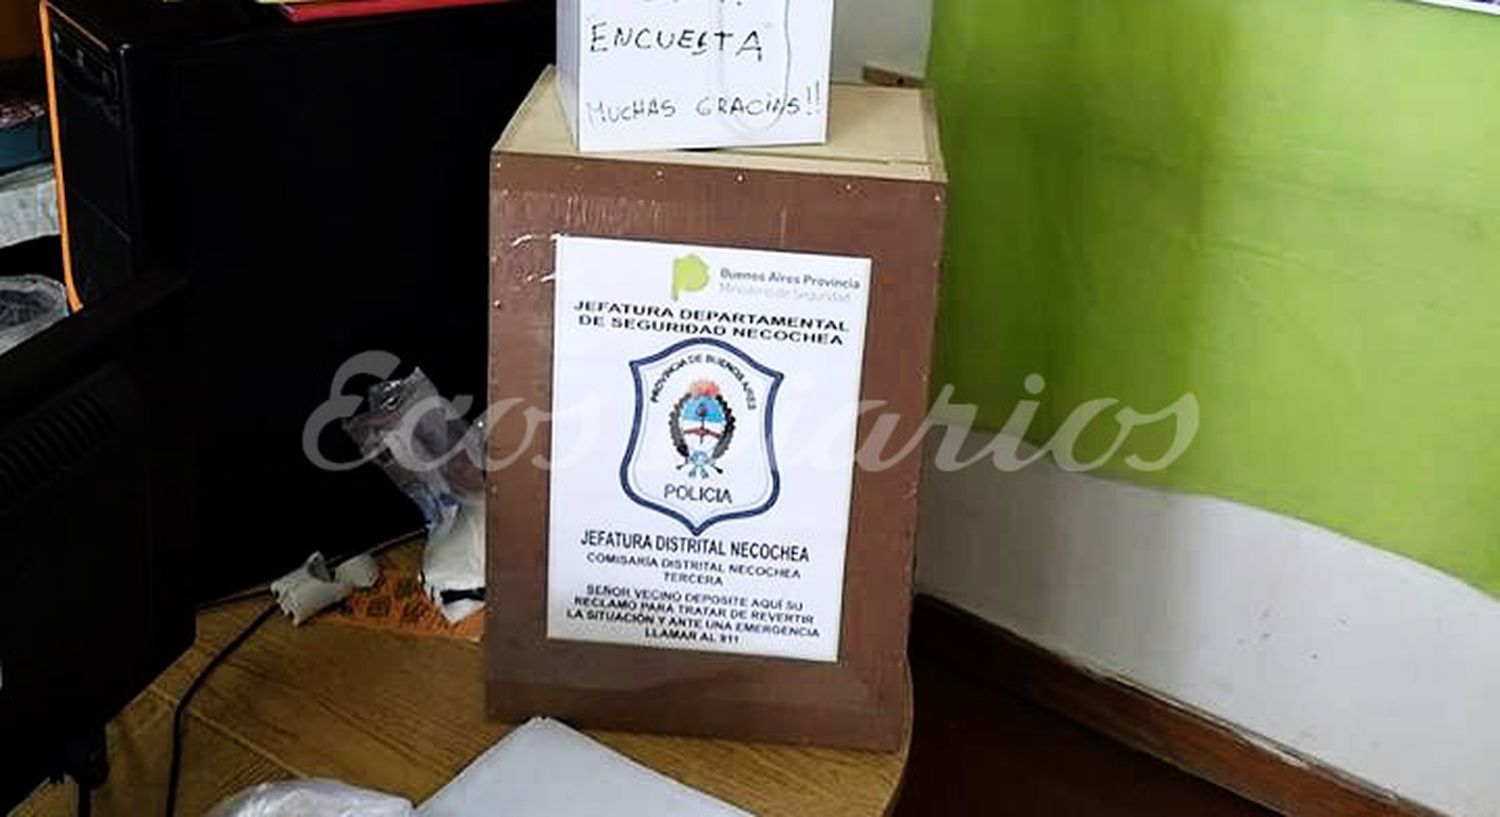 ENCUESTA
MUCHAS GRACIAS!!
Buenos Aires Provincia
Ministerio de Seguridad
JEFATURA DEPARTAMENTAL
DE SEGURIDAD NECOCHEA
PROVINCIA DE BUENOS AIRES
POLICIA
JEFATURA DISTRITAL NECOCHEA
COMISARÍA DISTRITAL NECOCHEA
TERCERA
SEÑOR VECINO DEPOSITE AQUÍ SU
RECLAMO PARA TRATAR DE REVERTIR
LA SITUACIÓN Y ANTE UNA EMERGENCIA
LLAMAR AL 911
Ecos Diarios